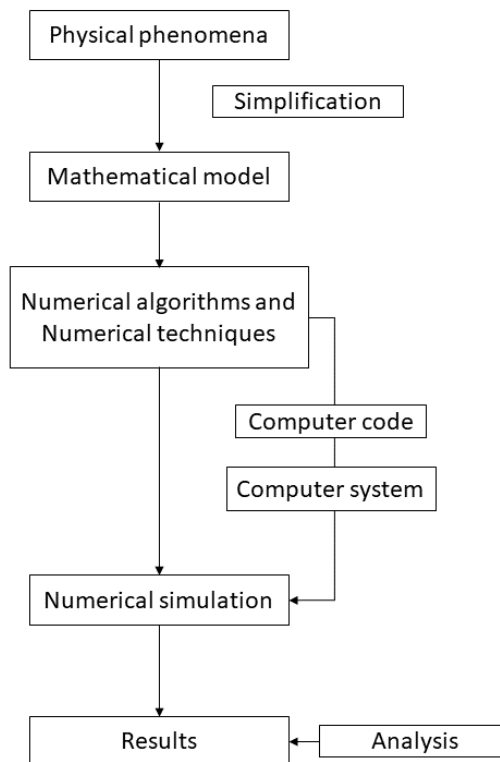 Physical phenomena
Simplification
Mathematical model
Numerical algorithms and
Numerical techniques
Computer code
Computer system
Numerical simulation
Results
Analysis